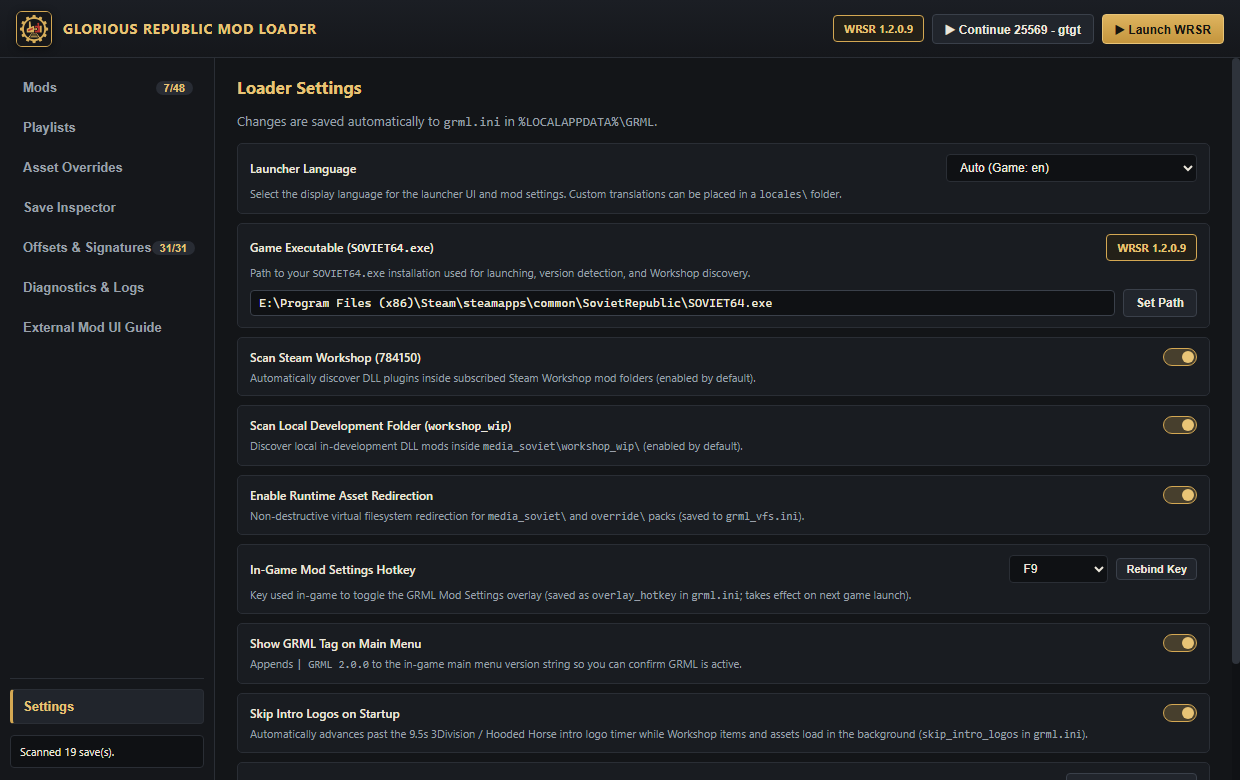 GLORIOUS REPUBLIC MOD LOADER
WRSR 1.2.0.9
▶ Continue 25569 - gtgt
▶ Launch WRSR
Mods
7/48
Playlists
Asset Overrides
Save Inspector
Offsets & Signatures
31/31
Diagnostics & Logs
External Mod UI Guide
Settings
Scanned 19 save(s).
Loader Settings
Changes are saved automatically to grml.ini in %LOCALAPPDATA%\GRML.
Launcher Language
Auto (Game: en)
Select the display language for the launcher UI and mod settings. Custom translations can be placed in a locales\ folder.
Game Executable (SOVIET64.exe)
WRSR 1.2.0.9
Path to your SOVIET64.exe installation used for launching, version detection, and Workshop discovery.
E:\Program Files (x86)\Steam\steamapps\common\SovietRepublic\SOVIET64.exe
Set Path
Scan Steam Workshop (784150)
Automatically discover DLL plugins inside subscribed Steam Workshop mod folders (enabled by default).
Scan Local Development Folder (workshop_wip)
Discover local in-development DLL mods inside media_soviet\workshop_wip\ (enabled by default).
Enable Runtime Asset Redirection
Non-destructive virtual filesystem redirection for media_soviet\ and override\ packs (saved to grml_vfs.ini).
In-Game Mod Settings Hotkey
F9
Rebind Key
Key used in-game to toggle the GRML Mod Settings overlay (saved as overlay_hotkey in grml.ini; takes effect on next game launch).
Show GRML Tag on Main Menu
Appends | GRML 2.0.0 to the in-game main menu version string so you can confirm GRML is active.
Skip Intro Logos on Startup
Automatically advances past the 9.5s 3Division / Hooded Horse intro logo timer while Workshop items and assets load in the background (skip_intro_logos in grml.ini).